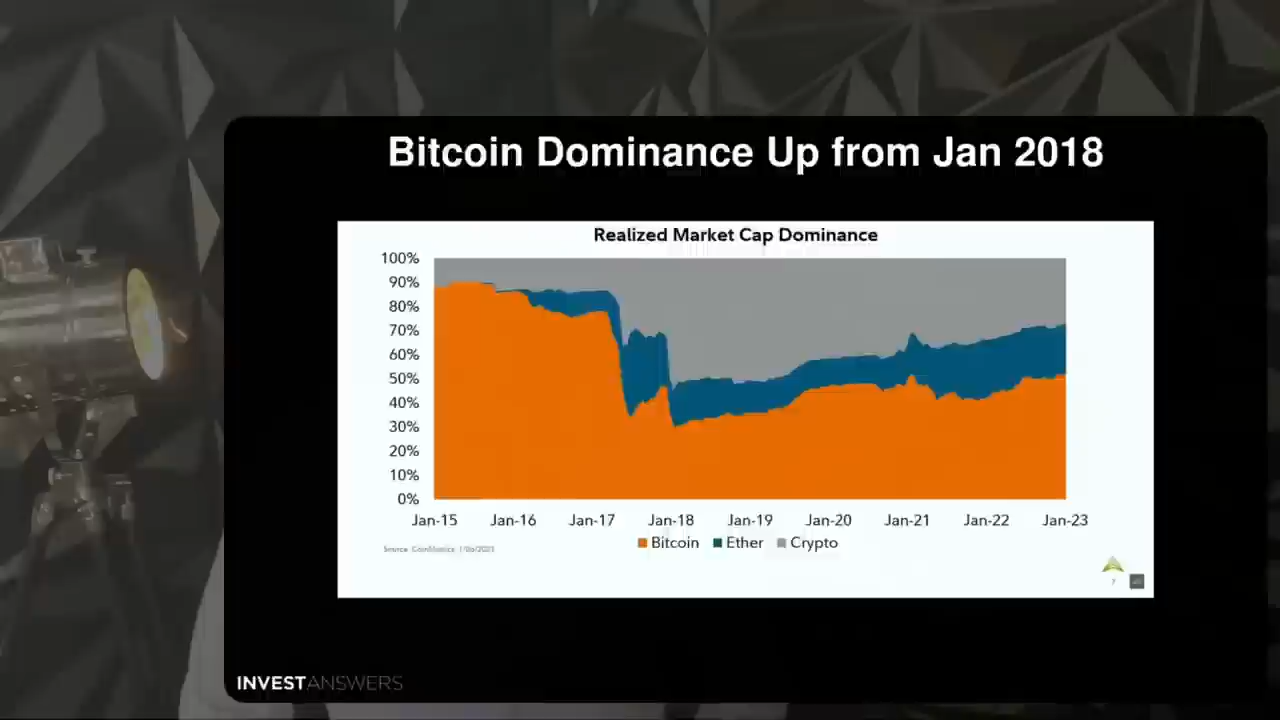 Bitcoin Dominance Up from Jan 2018
Realized Market Cap Dominance
100%
90%
80%
70%
60%
50%
40%
30%
20%
10%
0%
Jan-15 Jan-16 Jan-17 Jan-18 Jan-19 Jan-20 Jan-21 Jan-22 Jan-23
Bitcoin Ether Crypto
Source:
7
INVESTANSWERS